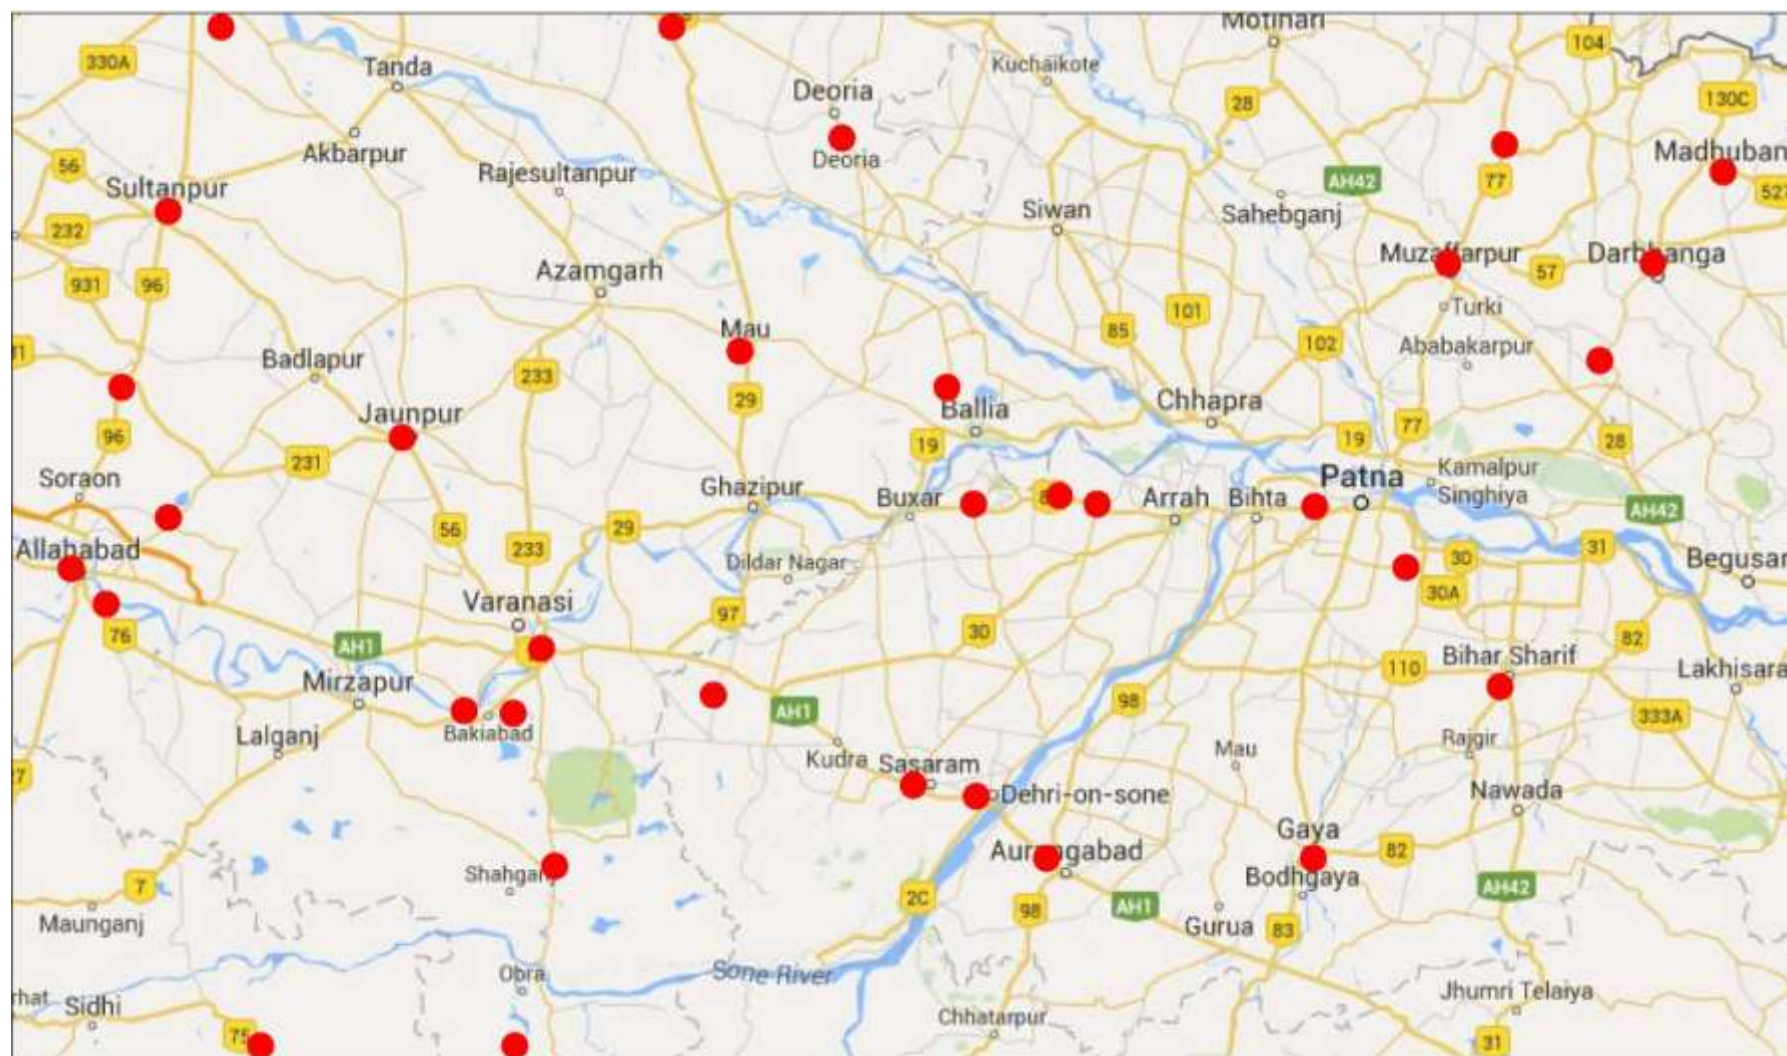 Motihari
104
330A
Tanda
Kuchaikote
Deoria
28
130C
Akbarpur
Deoria
Madhuban
56
Rajesultanpur
AH42
77
Sultanpur
527
232
Siwan
Sahebganj
Azamgarh
Muzaffarpur
57
Darbhanga
931
96
101
Turki
Mau
85
102
Ababakarpur
Badlapur
233
29
Jaunpur
Ballia
Chhapra
96
231
19
19
77
28
Soraon
Ghazipur
Buxar
Arrah
Bihta
Patna
Kamalpur
Singhiya
56
29
AH42
Allahabad
233
Dildar Nagar
30
31
Begusar
Varanasi
97
30A
76
AH1
30
82
Mirzapur
110
Bihar Sharif
Lakhisara
Lalganj
Bakiabad
AH1
98
333A
Kudra
Sasaram
Mau
Rajgir
Dehri-on-sone
Nawada
Gaya
Aurangabad
82
Shahganj
Bodhgaya
7
2C
98
AH1
AH42
Maunganj
Gurua
83
Obra
Sone River
rhat
Sidhi
Jhumri Telaiya
75
Chhatarpur
31